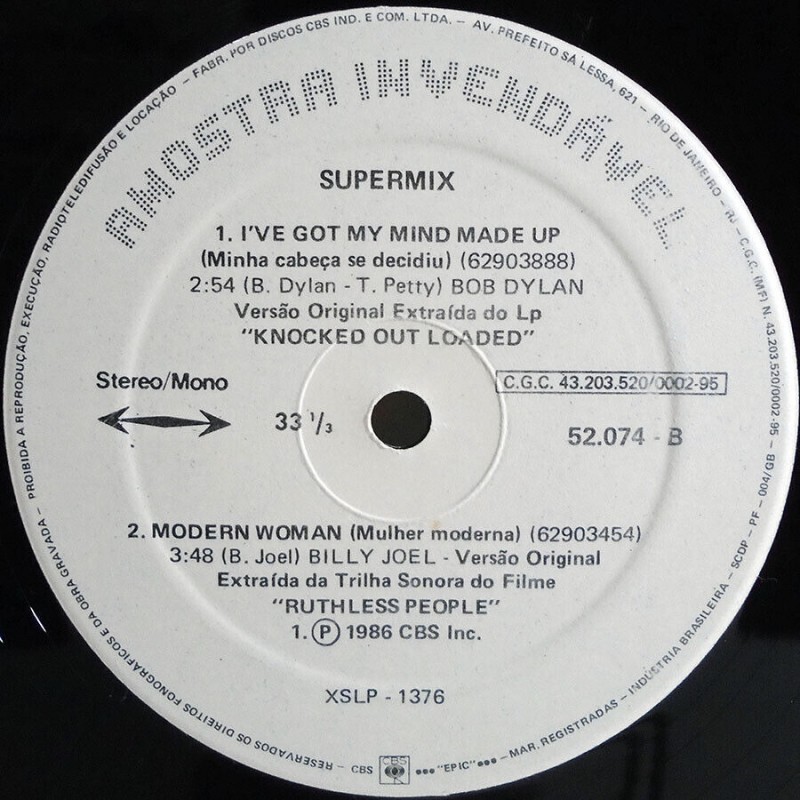 AMOSTRA INVENDÁVEL
SUPERMIX
1. I'VE GOT MY MIND MADE UP
(Minha cabeça se decidiu) (62903888)
2:54 (B. Dylan - T. Petty) BOB DYLAN
Versão Original Extraída do Lp
"KNOCKED OUT LOADED"
Stereo/Mono
C.G.C. 43.203.520/0002-95
33 1/3
52.074 - B
2. MODERN WOMAN (Mulher moderna) (62903454)
3:48 (B. Joel) BILLY JOEL - Versão Original
Extraída da Trilha Sonora do Filme
"RUTHLESS PEOPLE"
1. Ⓟ 1986 CBS Inc.
XSLP - 1376
RESERVADOS OS DIREITOS FONOGRÁFICOS E DA OBRA GRAVADA - PROIBIDA A REPRODUÇÃO, EXECUÇÃO, RADIOTELEDIFUSÃO E LOCAÇÃO - FABR. POR DISCOS CBS IND. E COM. LTDA. - AV. PREFEITO SÁ LESSA, 621 - RIO DE JANEIRO - RJ - C.G.C. (MF) N. 43.203.520/0002-95
SCDP - PF - 004/GB - INDÚSTRIA BRASILEIRA - MAR. REGISTRADAS - ●●● "EPIC" ●●● CBS CBS -